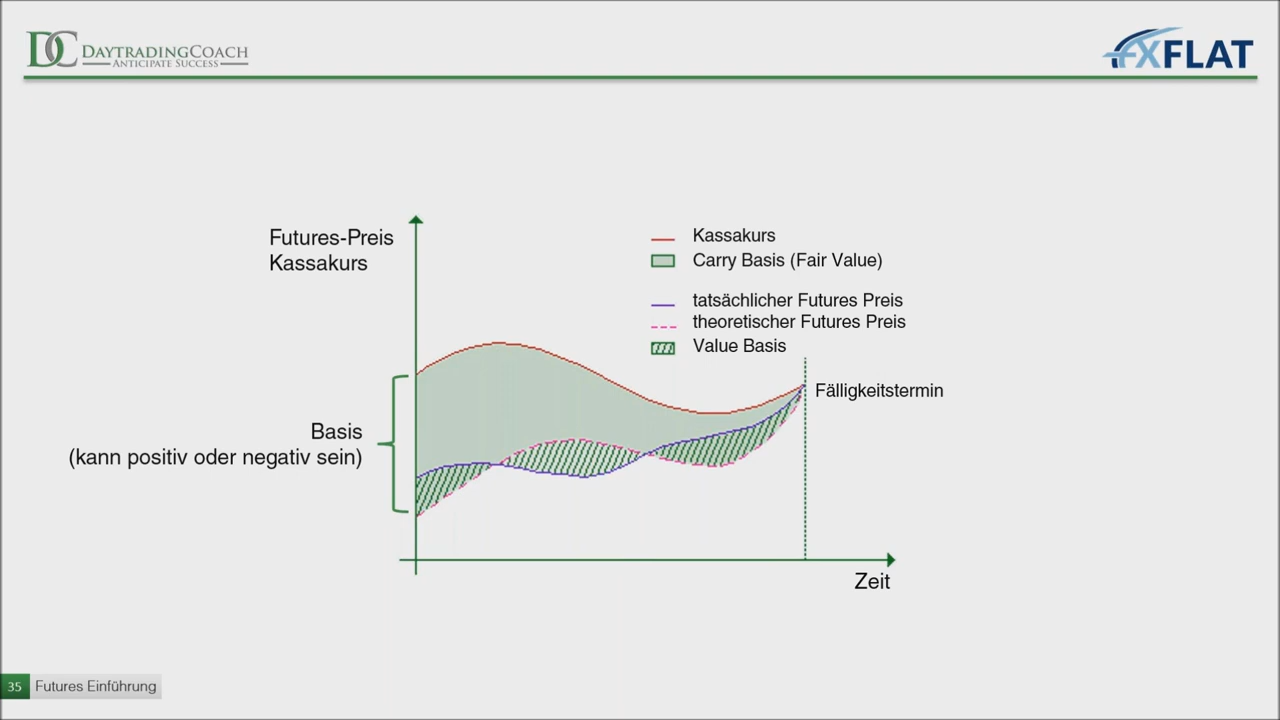 DC DAYTRADINGCOACH
ANTICIPATE SUCCESS
FXFLAT
Futures-Preis
Kassakurs
Kassakurs
Carry Basis (Fair Value)
tatsächlicher Futures Preis
theoretischer Futures Preis
Value Basis
Fälligkeitstermin
Basis
(kann positiv oder negativ sein)
Zeit
35 Futures Einführung